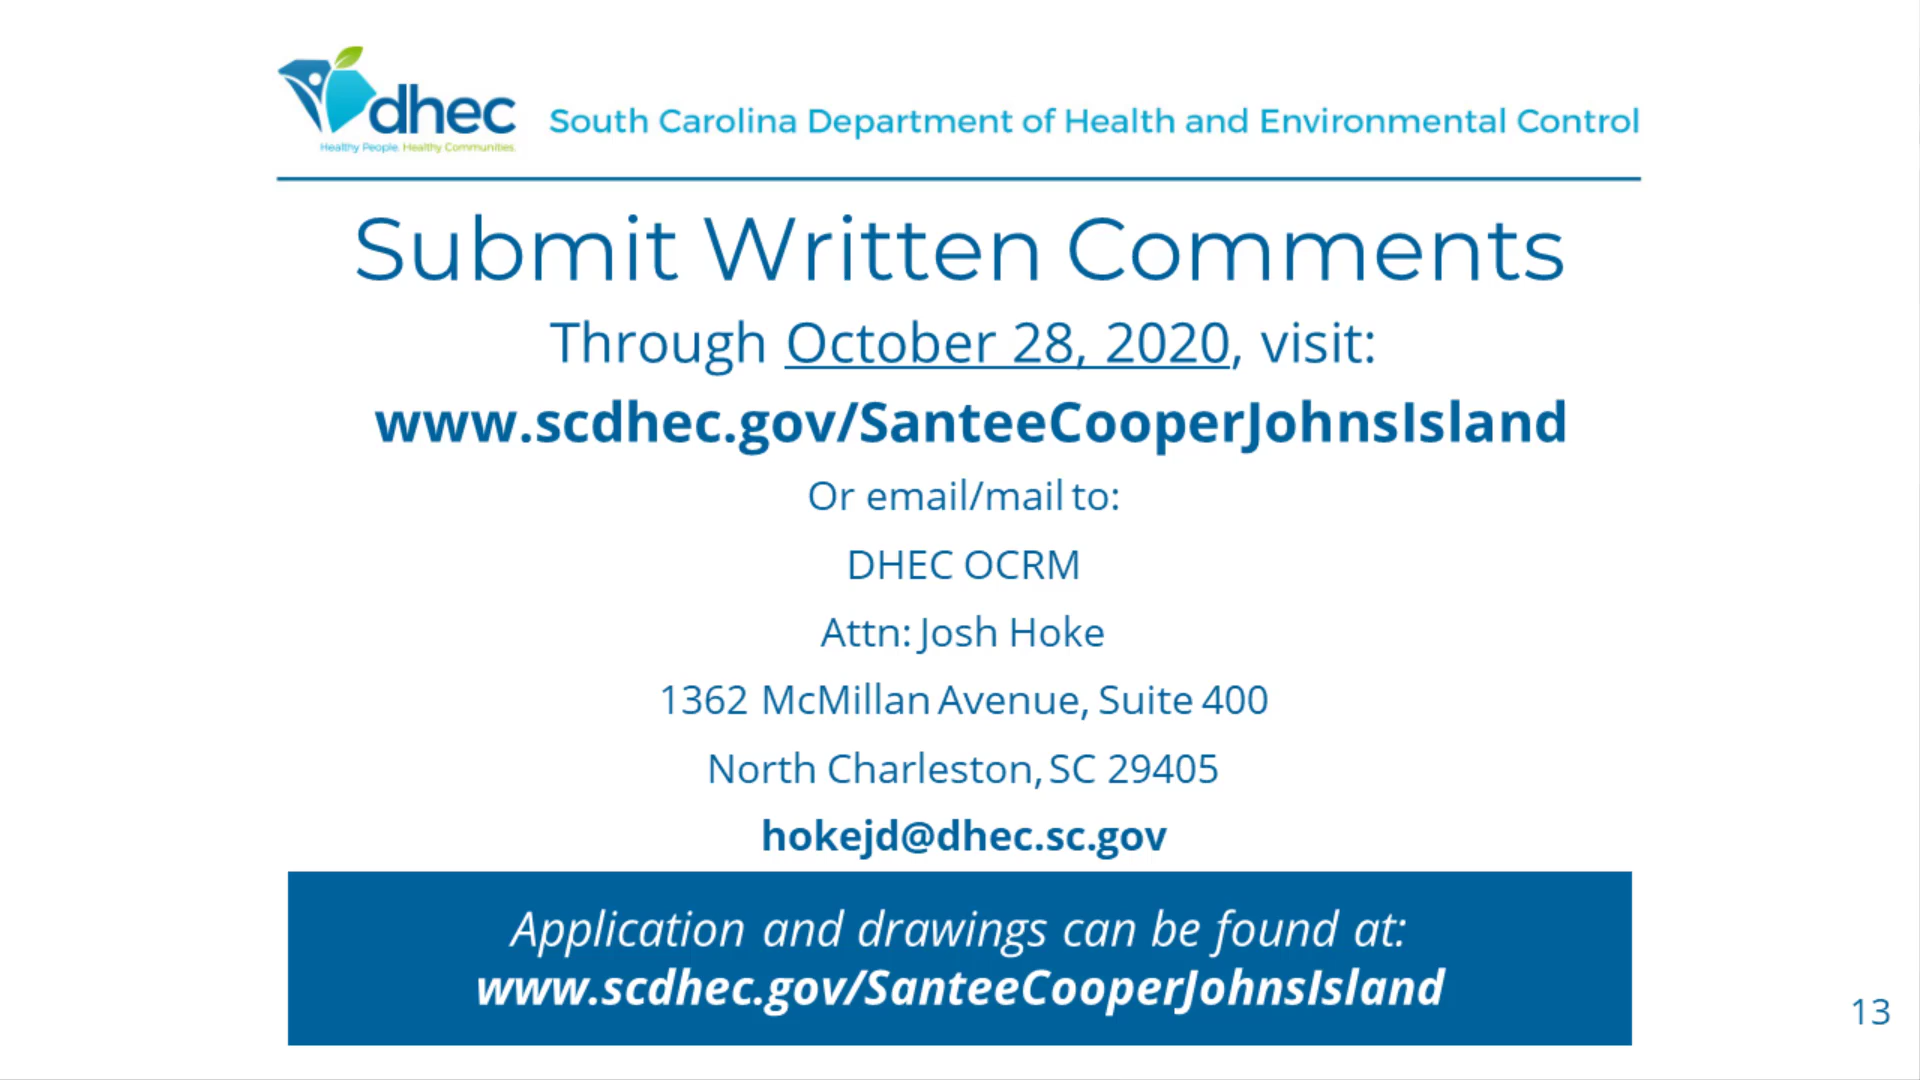 dhec
Healthy People. Healthy Communities.
South Carolina Department of Health and Environmental Control
Submit Written Comments
Through October 28, 2020, visit:
www.scdhec.gov/SanteeCooperJohnsIsland
Or email/mail to:
DHEC OCRM
Attn: Josh Hoke
1362 McMillan Avenue, Suite 400
North Charleston, SC 29405
hokejd@dhec.sc.gov
Application and drawings can be found at:
www.scdhec.gov/SanteeCooperJohnsIsland
13